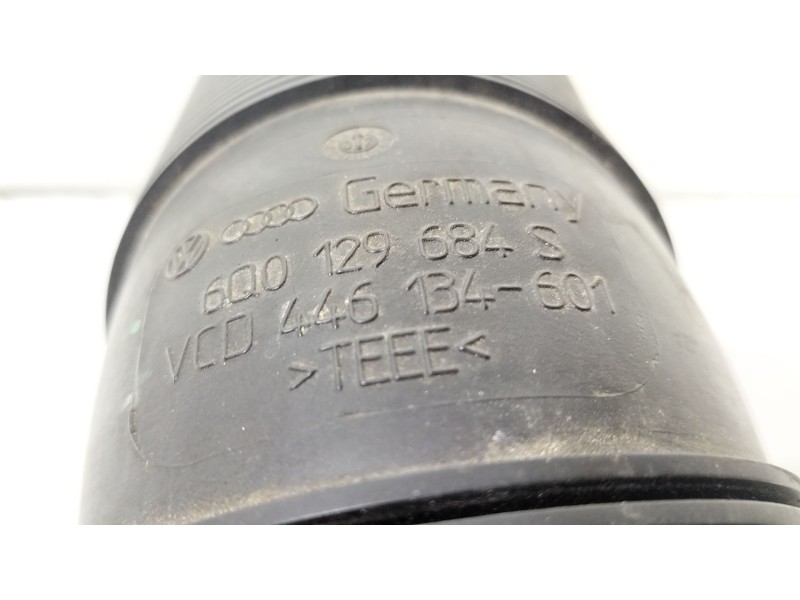 Germany
6Q0 129 684 S
VCD 446 134-601
>TEEE<